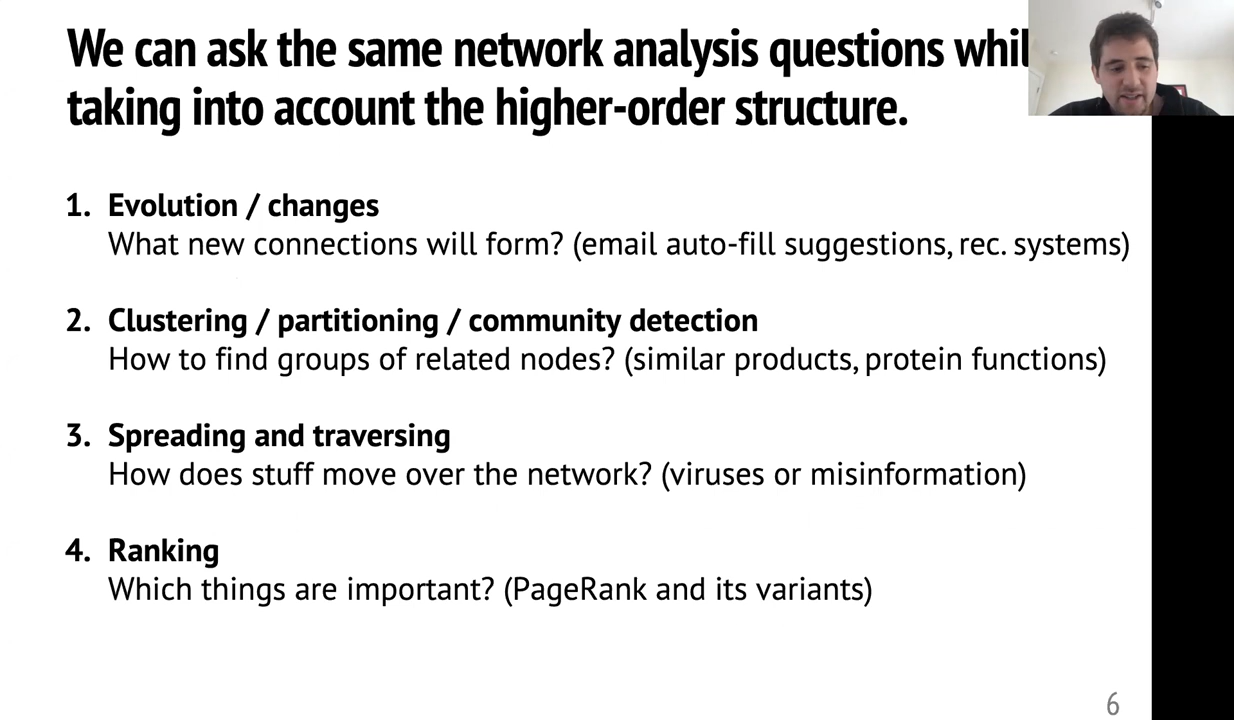 We can ask the same network analysis questions whil
taking into account the higher-order structure.
1. Evolution / changes
What new connections will form? (email auto-fill suggestions, rec. systems)
2. Clustering / partitioning / community detection
How to find groups of related nodes? (similar products, protein functions)
3. Spreading and traversing
How does stuff move over the network? (viruses or misinformation)
4. Ranking
Which things are important? (PageRank and its variants)
6